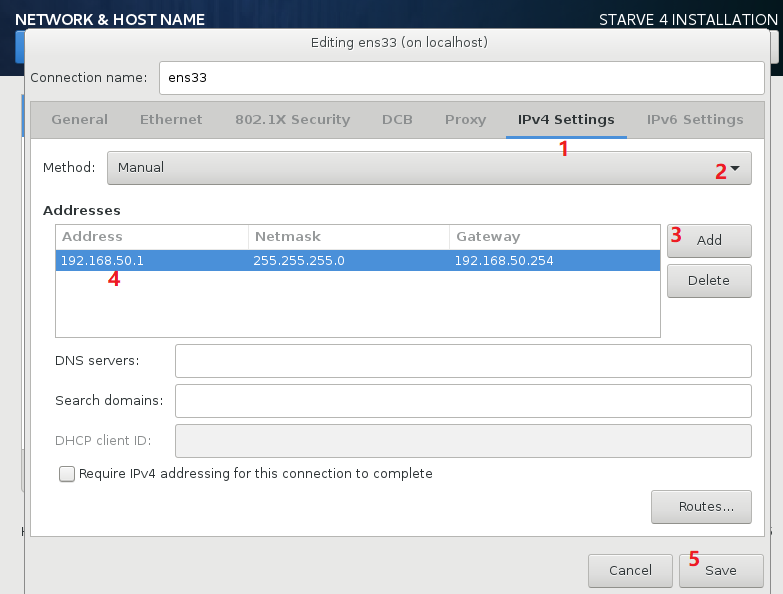 NETWORK & HOST NAME
STARVE 4 INSTALLATION
Editing ens33 (on localhost)
Connection name: ens33
General Ethernet 802.1X Security DCB Proxy IPv4 Settings IPv6 Settings
1
Method: Manual 2
Addresses
Address Netmask Gateway
3 Add
192.168.50.1 255.255.255.0 192.168.50.254
4
Delete
DNS servers:
Search domains:
DHCP client ID:
Require IPv4 addressing for this connection to complete
Routes...
Cancel
5 Save